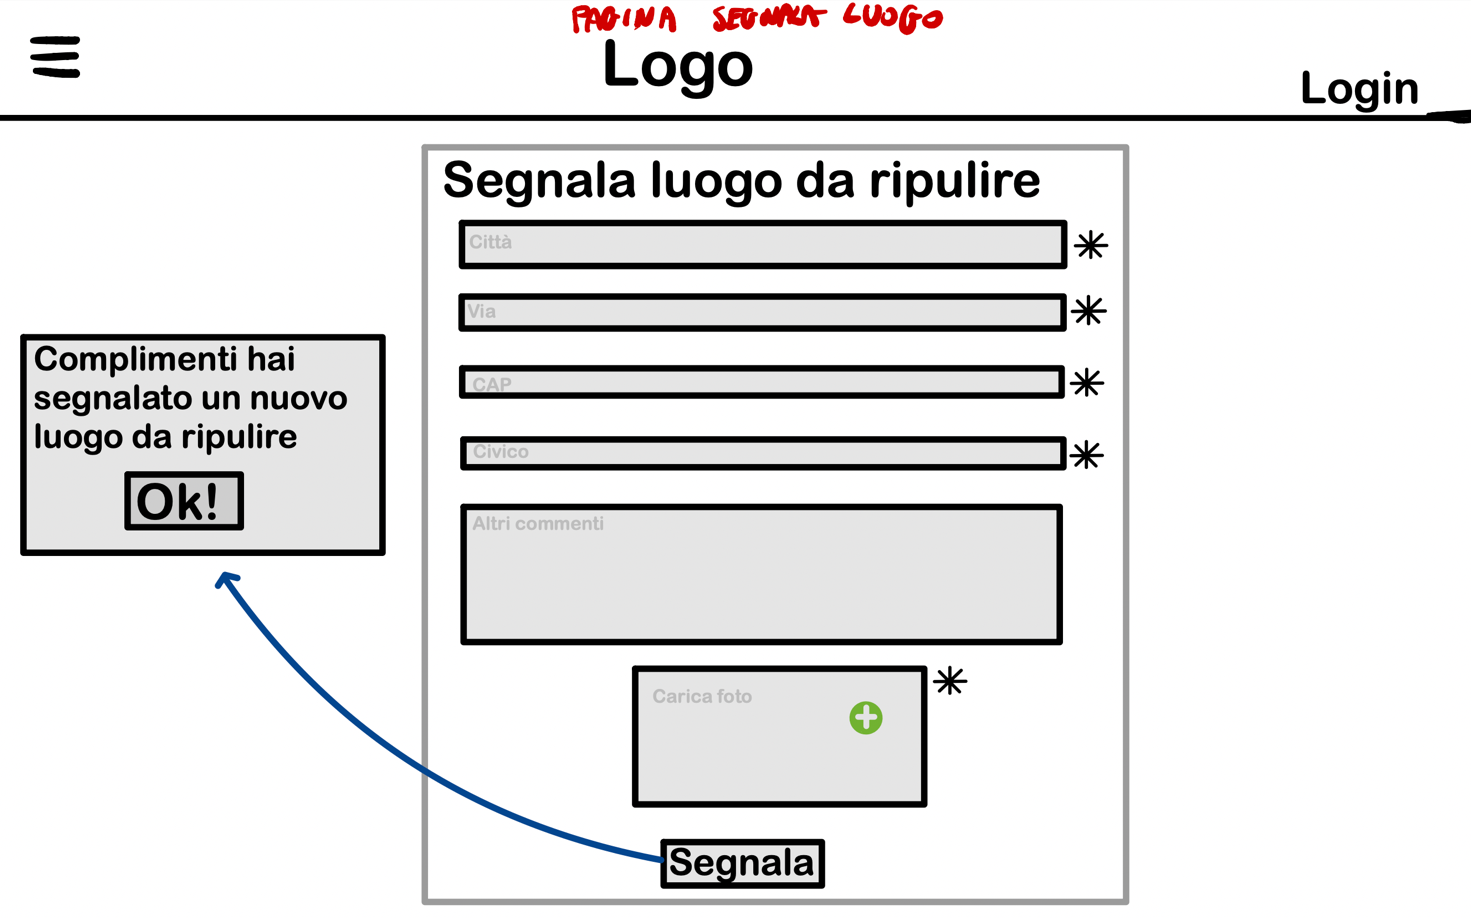 PAGINA SEGNALA LUOGO
Logo
Login
Segnala luogo da ripulire
Città
Via
CAP
Civico
Altri commenti
Carica foto
Segnala
Complimenti hai
segnalato un nuovo
luogo da ripulire
Ok!